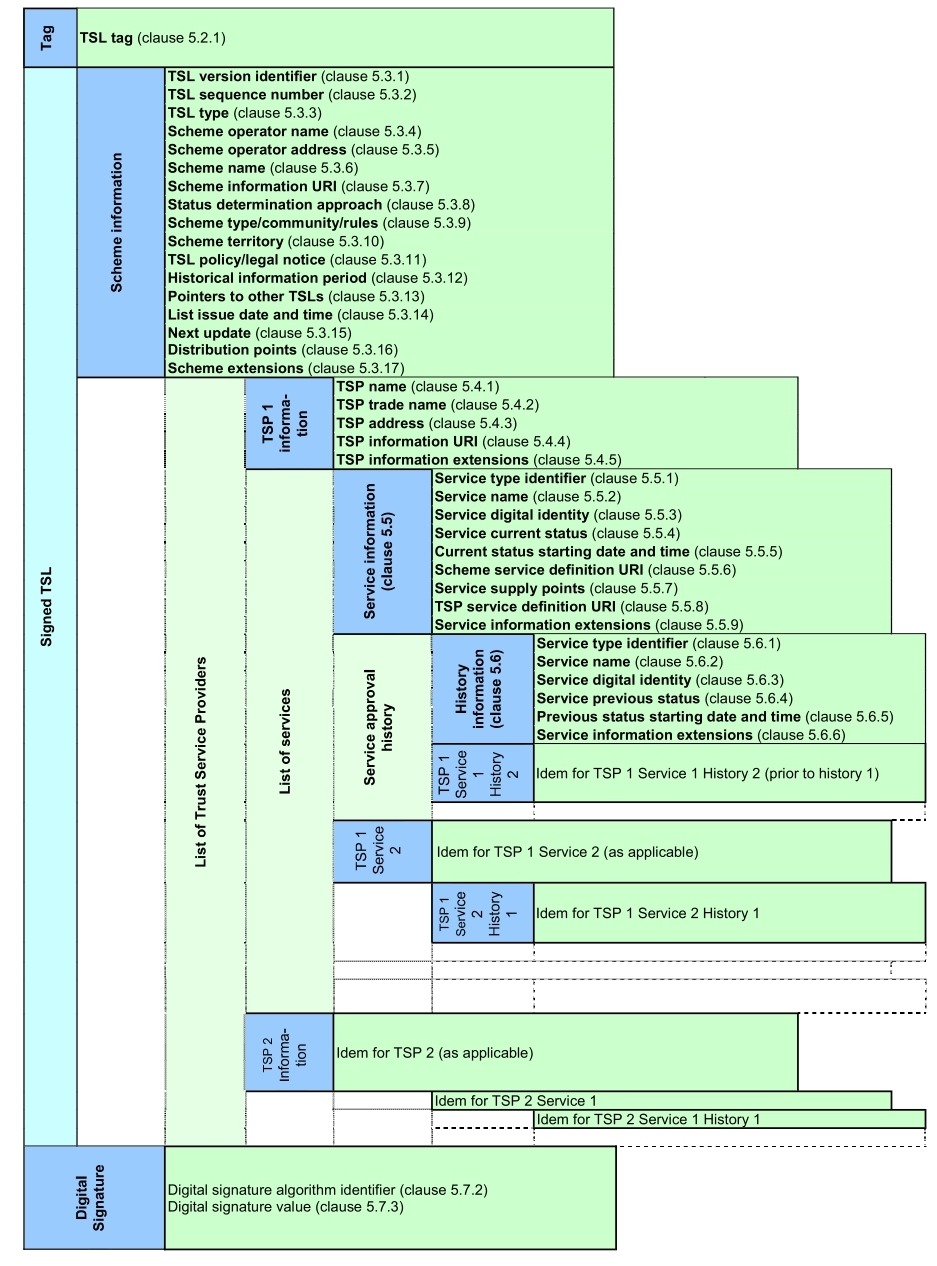 Tag
TSL tag (clause 5.2.1)
Signed TSL
Scheme information
TSL version identifier (clause 5.3.1)
TSL sequence number (clause 5.3.2)
TSL type (clause 5.3.3)
Scheme operator name (clause 5.3.4)
Scheme operator address (clause 5.3.5)
Scheme name (clause 5.3.6)
Scheme information URI (clause 5.3.7)
Status determination approach (clause 5.3.8)
Scheme type/community/rules (clause 5.3.9)
Scheme territory (clause 5.3.10)
TSL policy/legal notice (clause 5.3.11)
Historical information period (clause 5.3.12)
Pointers to other TSLs (clause 5.3.13)
List issue date and time (clause 5.3.14)
Next update (clause 5.3.15)
Distribution points (clause 5.3.16)
Scheme extensions (clause 5.3.17)
List of Trust Service Providers
TSP 1
informa-
tion
TSP name (clause 5.4.1)
TSP trade name (clause 5.4.2)
TSP address (clause 5.4.3)
TSP information URI (clause 5.4.4)
TSP information extensions (clause 5.4.5)
List of services
Service information
(clause 5.5)
Service type identifier (clause 5.5.1)
Service name (clause 5.5.2)
Service digital identity (clause 5.5.3)
Service current status (clause 5.5.4)
Current status starting date and time (clause 5.5.5)
Scheme service definition URI (clause 5.5.6)
Service supply points (clause 5.5.7)
TSP service definition URI (clause 5.5.8)
Service information extensions (clause 5.5.9)
Service approval
history
History
information
(clause 5.6)
Service type identifier (clause 5.6.1)
Service name (clause 5.6.2)
Service digital identity (clause 5.6.3)
Service previous status (clause 5.6.4)
Previous status starting date and time (clause 5.6.5)
Service information extensions (clause 5.6.6)
TSP 1
Service
1
History
2
Idem for TSP 1 Service 1 History 2 (prior to history 1)
TSP 1
Service
2
Idem for TSP 1 Service 2 (as applicable)
TSP 1
Service
2
History
1
Idem for TSP 1 Service 2 History 1
TSP 2
Informa-
tion
Idem for TSP 2 (as applicable)
Idem for TSP 2 Service 1
Idem for TSP 2 Service 1 History 1
Digital
Signature
Digital signature algorithm identifier (clause 5.7.2)
Digital signature value (clause 5.7.3)